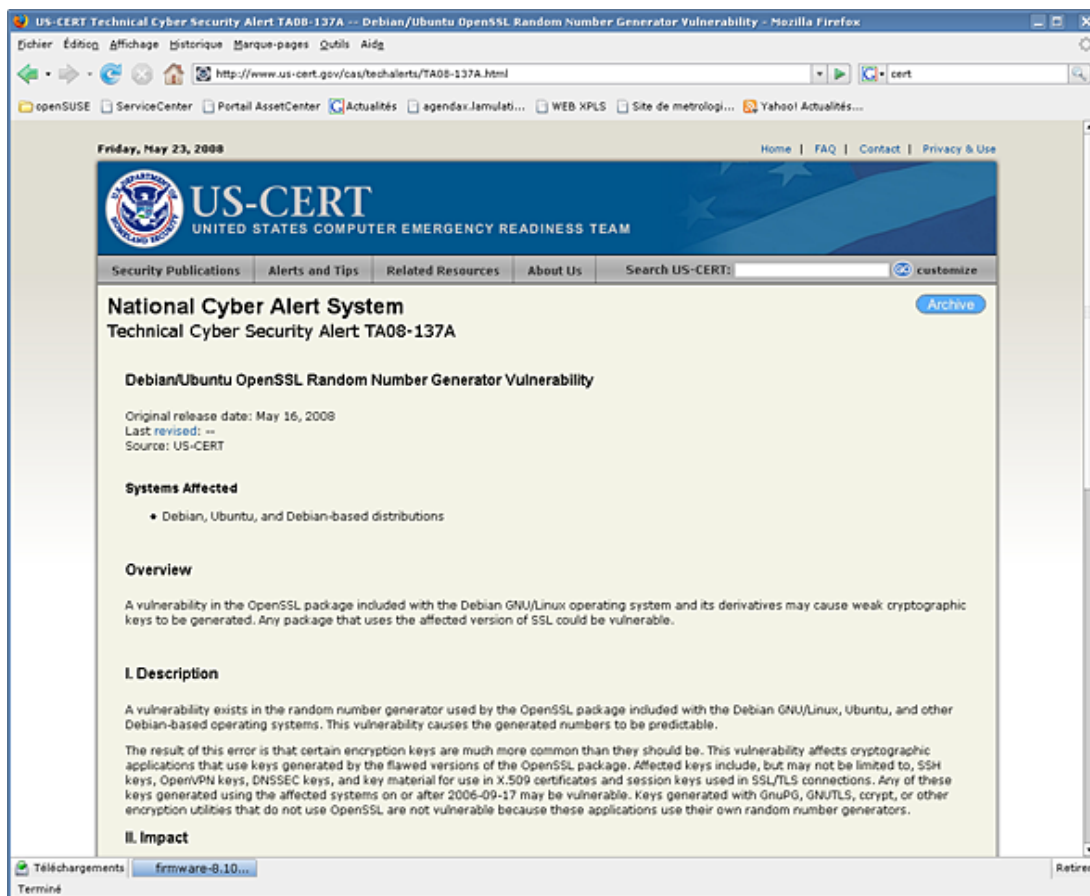 US-CERT Technical Cyber Security Alert TA08-137A -- Debian/Ubuntu OpenSSL Random Number Generator Vulnerability - Mozilla Firefox
Fichier Édition Affichage Historique Marque-pages Outils Aide
http://www.us-cert.gov/cas/techalerts/TA08-137A.html
cert
openSUSE ServiceCenter Portail AssetCenter Actualités agendax.lamulati... WEB XPLS Site de metrologi... Yahoo! Actualités...
Friday, May 23, 2008
Home | FAQ | Contact | Privacy & Use
US-CERT
UNITED STATES COMPUTER EMERGENCY READINESS TEAM
Security Publications Alerts and Tips Related Resources About Us Search US-CERT: GO customize
National Cyber Alert System
Archive
Technical Cyber Security Alert TA08-137A
Debian/Ubuntu OpenSSL Random Number Generator Vulnerability
Original release date: May 16, 2008
Last revised: --
Source: US-CERT
Systems Affected
• Debian, Ubuntu, and Debian-based distributions
Overview
A vulnerability in the OpenSSL package included with the Debian GNU/Linux operating system and its derivatives may cause weak cryptographic
keys to be generated. Any package that uses the affected version of SSL could be vulnerable.
I. Description
A vulnerabiliity exists in the random number generator used by the OpenSSL package included with the Debian GNU/Linux, Ubuntu, and other
Debian-based operating systems. This vulnerability causes the generated numbers to be predictable.
The result of this error is that certain encryption keys are much more common than they should be. This vulnerability affects cryptographic
applications that use keys generated by the flawed versions of the OpenSSL package. Affected keys include, but may not be limited to, SSH
keys, OpenVPN keys, DNSSEC keys, and key material for use in X.509 certificates and session keys used in SSL/TLS connections. Any of these
keys generated using the affected systems on or after 2006-09-17 may be vulnerable. Keys generated with GnuPG, GNUTLS, ccrypt, or other
encryption utilities that do not use OpenSSL are not vulnerable because these applications use their own random number generators.
II. Impact
Téléchargements firmware-8.10... Retirer
Terminé